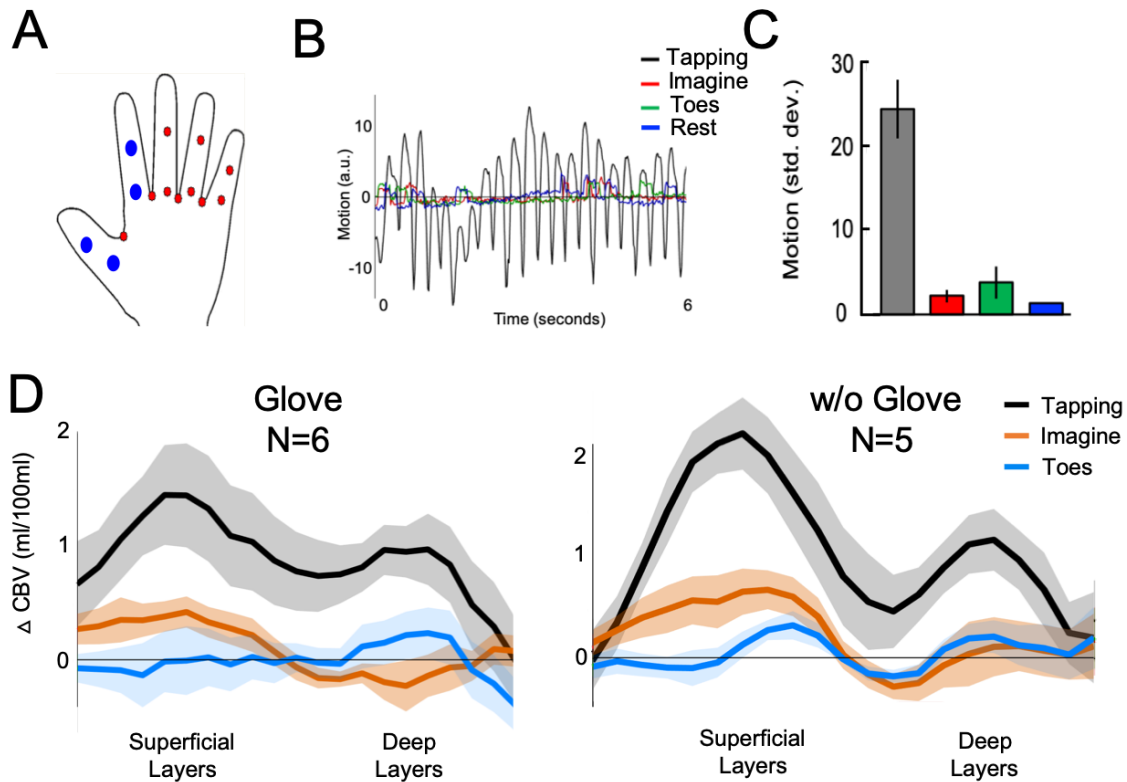 A
B
Tapping
Imagine
Toes
Rest
10
0
-10
Motion (a.u.)
0
6
Time (seconds)
C
30
20
10
0
Motion (std. dev.)
D
Glove
N=6
2
1
0
Δ CBV (ml/100ml)
Superficial
Layers
Deep
Layers
w/o Glove
N=5
Tapping
Imagine
Toes
2
1
0
Superficial
Layers
Deep
Layers